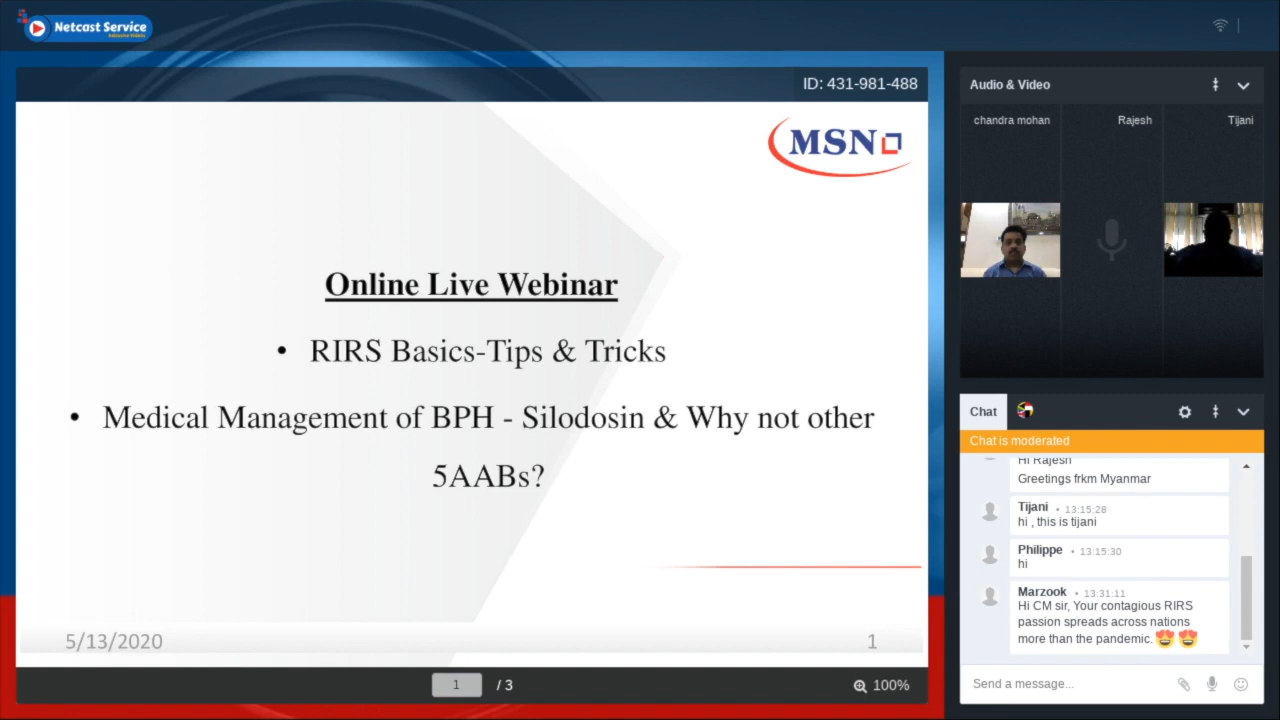 Netcast Service
ID: 431-981-488
MSN
Online Live Webinar
• RIRS Basics-Tips & Tricks
• Medical Management of BPH - Silodosin & Why not other
5AABs?
5/13/2020
1
1 / 3
100%
Audio & Video
chandra mohan
Rajesh
Tijani
Chat
Chat is moderated
Hi Rajesh
Greetings frkm Myanmar
Tijani • 13:15:28
hi , this is tijani
Philippe • 13:15:30
hi
Marzook • 13:31:11
Hi CM sir, Your contagious RIRS
passion spreads across nations
more than the pandemic. 😍 😍
Send a message...